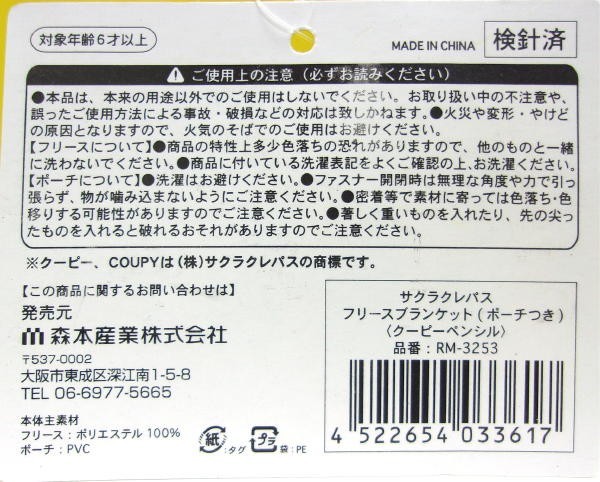 対象年齢6才以上
MADE IN CHINA
検針済
ご使用上の注意（必ずお読みください）
●本品は、本来の用途以外でのご使用はしないでください。お取り扱い中の不注意や、
誤ったご使用方法による事故・破損などの対応は致しかねます。●火災や変形・やけど
の原因となりますので、火気のそばでのご使用はお避けください。
【フリースについて】●商品の特性上多少色落ちの恐れがありますので、他のものと一緒
に洗わないでください。●商品に付いている洗濯表記をよくご確認の上、お洗濯ください。
【ポーチについて】●洗濯はお避けください。●ファスナー開閉時は無理な角度や力で引っ
張らず、物が噛み込まないようにご注意ください。●密着等で素材に寄っては色落ち・色
移りする可能性がありますのでご注意ください。●著しく重いものを入れたり、先の尖っ
たものを入れると破れるおそれがありますのでご注意ください。
※クーピー、COUPYは（株）サクラクレパスの商標です。
【この商品に関するお問い合わせは】
発売元
森本産業株式会社
〒537-0002
大阪市東成区深江南1-5-8
TEL 06-6977-5665
本体主素材
フリース：ポリエステル100%
ポーチ：PVC
紙
：タグ
プラ
袋：PE
サクラクレパス
フリースブランケット（ポーチつき）
〈クーピーペンシル〉
品番：RM-3253
4 522654 033617